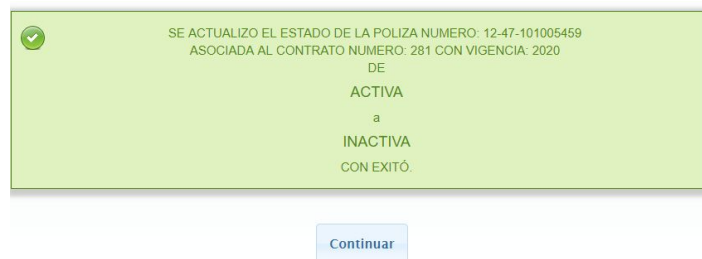 SE ACTUALIZO EL ESTADO DE LA POLIZA NUMERO: 12-47-101005459
ASOCIADA AL CONTRATO NUMERO: 281 CON VIGENCIA: 2020
DE
ACTIVA
a
INACTIVA
CON EXITÓ.
Continuar